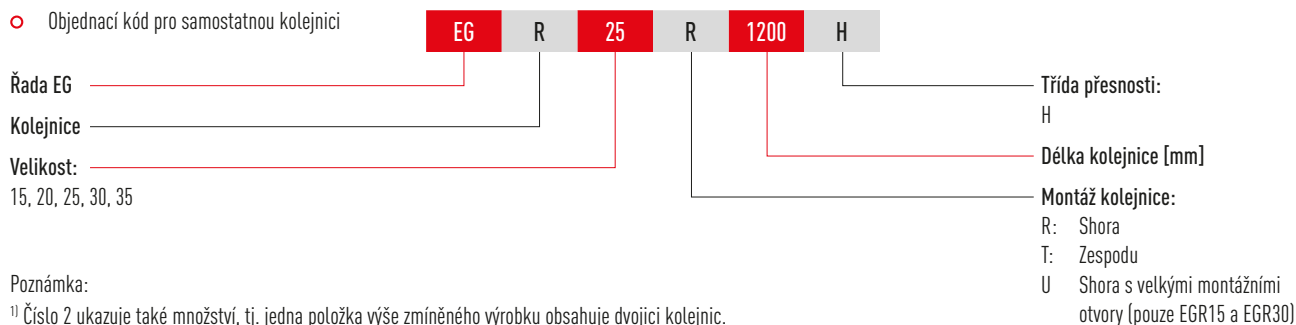 Objednací kód pro samostatnou kolejnici
EG R 25 R 1200 H
Řada EG
Kolejnice
Velikost:
15, 20, 25, 30, 35
Třída přesnosti:
H
Délka kolejnice [mm]
Montáž kolejnice:
R: Shora
T: Zespodu
U Shora s velkými montážními
otvory (pouze EGR15 a EGR30)
Poznámka:
1) Číslo 2 ukazuje také množství, tj. jedna položka výše zmíněného výrobku obsahuje dvojici kolejnic.